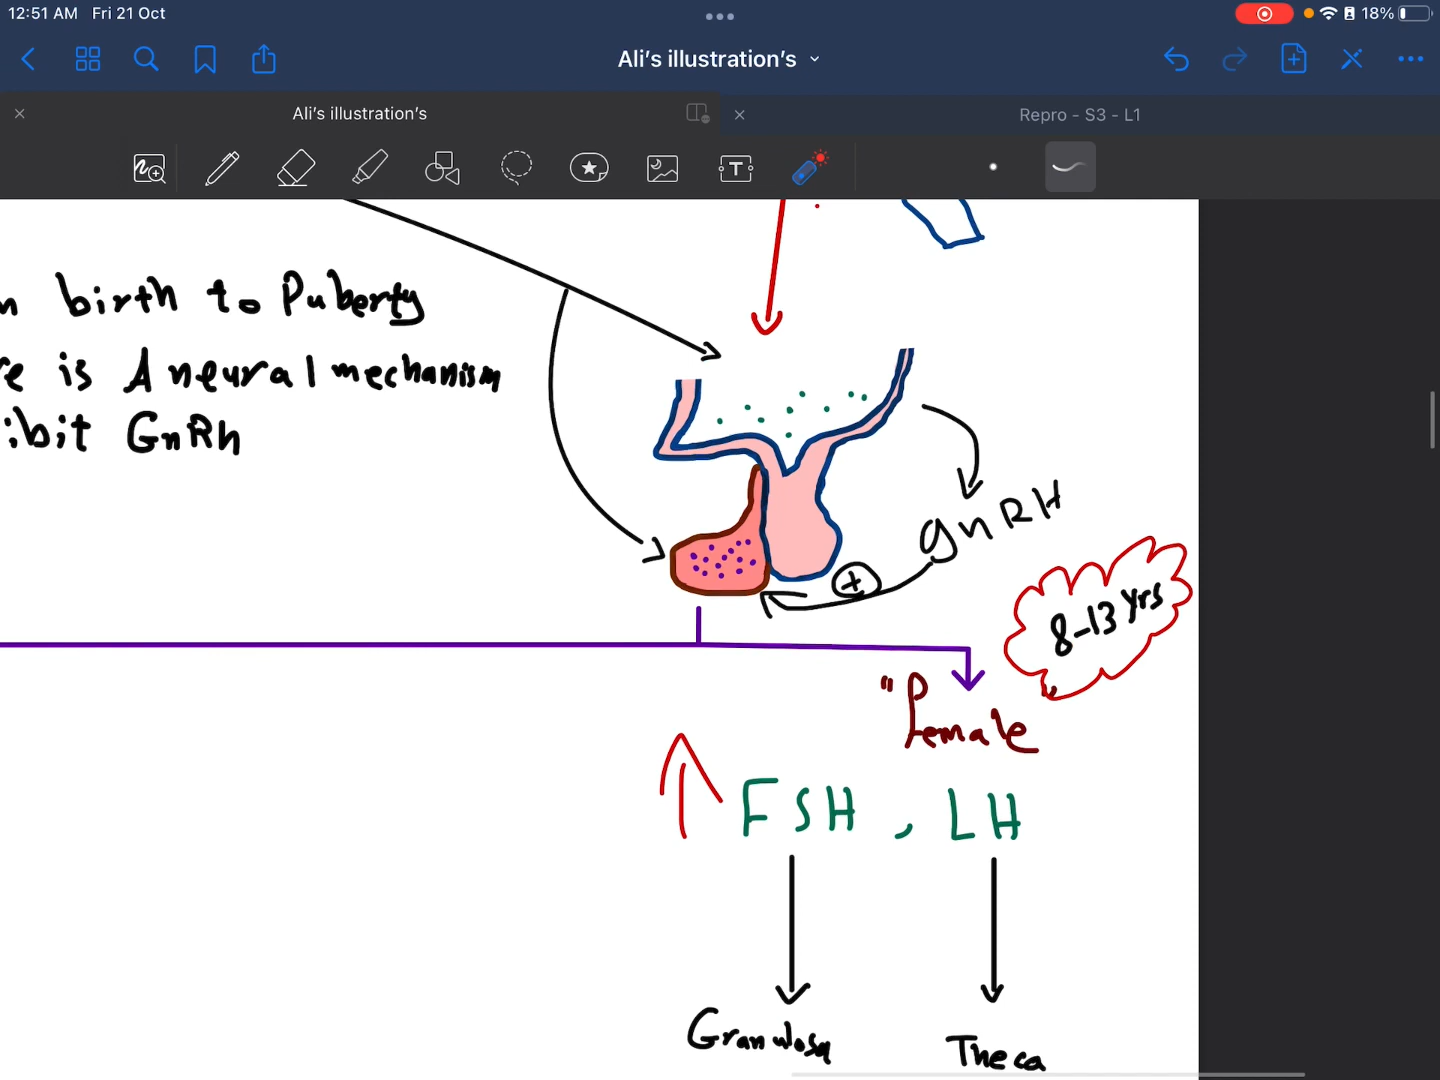 12:51 AM Fri 21 Oct
18%
Ali's illustration's
Ali's illustration's
Repro - S3 - L1
birth to Puberty
is A neural mechanism
GnRh
gnRH
+
8-13 yrs
"Female
FSH, LH
Granulosa
Theca